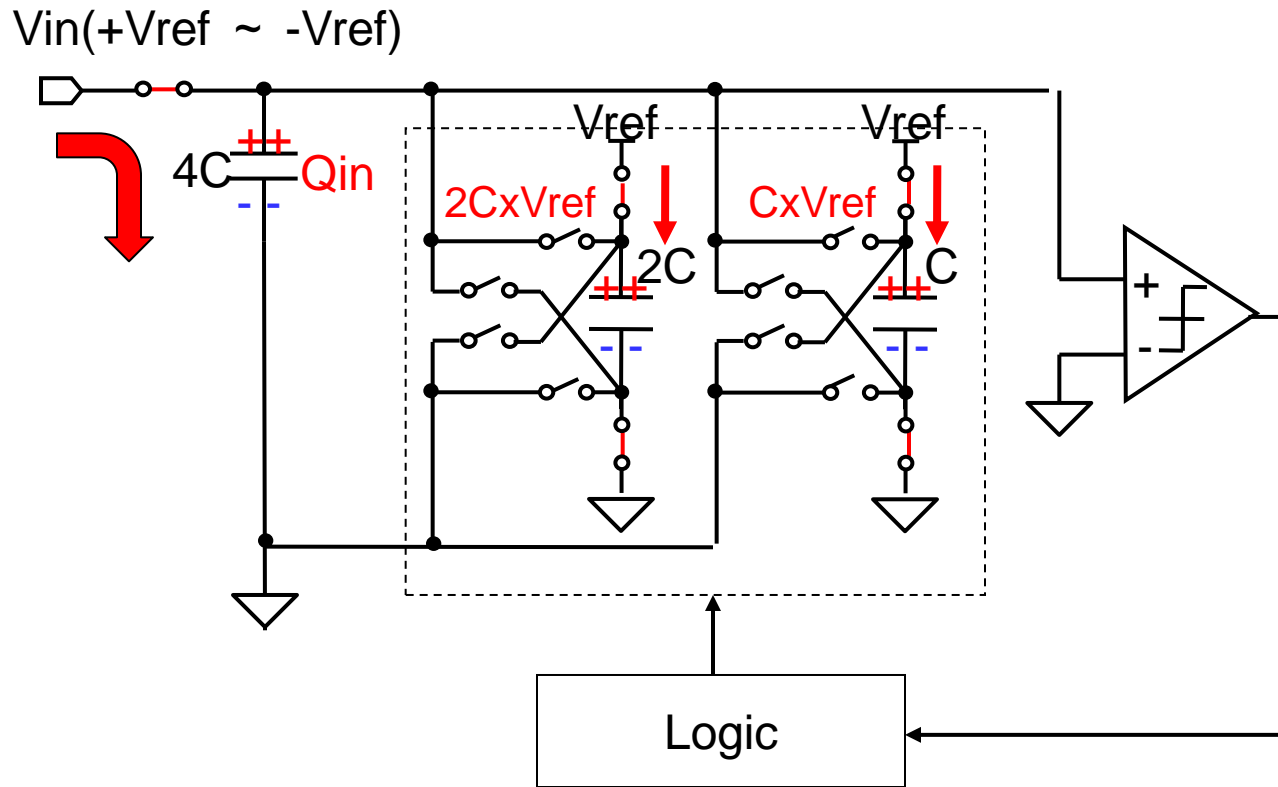 Vin(+Vref ~ -Vref)
Vref Vref
++
4C Qin
- -
2CxVref CxVref
2C C
++ ++
- - - -
+
-
Logic